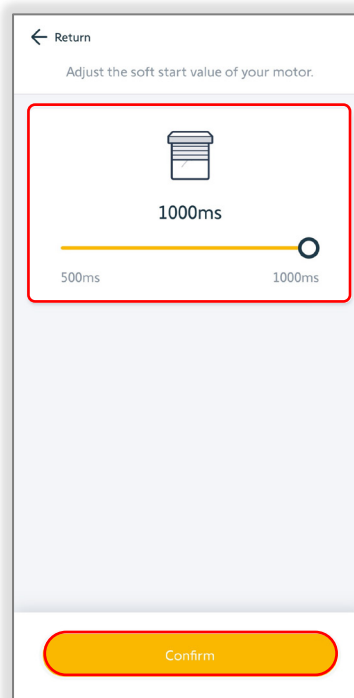 Return
Adjust the soft start value of your motor.
1000ms
500ms 1000ms
Confirm